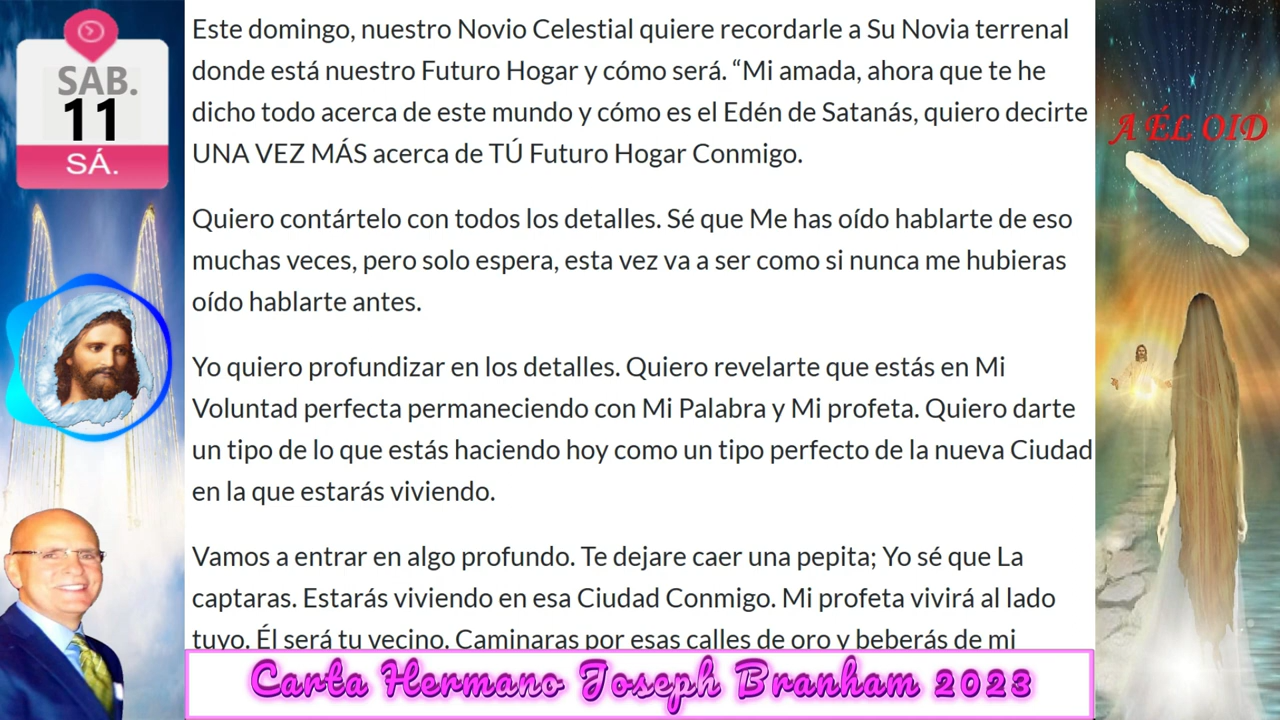 SAB.
11
SÁ.
Este domingo, nuestro Novio Celestial quiere recordarle a Su Novia terrenal
donde está nuestro Futuro Hogar y cómo será. “Mi amada, ahora que te he
dicho todo acerca de este mundo y cómo es el Edén de Satanás, quiero decirte
UNA VEZ MÁS acerca de TÚ Futuro Hogar Conmigo.
Quiero contártelo con todos los detalles. Sé que Me has oído hablarte de eso
muchas veces, pero solo espera, esta vez va a ser como si nunca me hubieras
oído hablarte antes.
Yo quiero profundizar en los detalles. Quiero revelarte que estás en Mi
Voluntad perfecta permaneciendo con Mi Palabra y Mi profeta. Quiero darte
un tipo de lo que estás haciendo hoy como un tipo perfecto de la nueva Ciudad
en la que estarás viviendo.
Vamos a entrar en algo profundo. Te dejare caer una pepita; Yo sé que La
captaras. Estarás viviendo en esa Ciudad Conmigo. Mi profeta vivirá al lado
tuyo. Él será tu vecino. Caminaras por esas calles de oro y beberás de mi
Carta Hermano Joseph Branham 2023
A ÉL OID